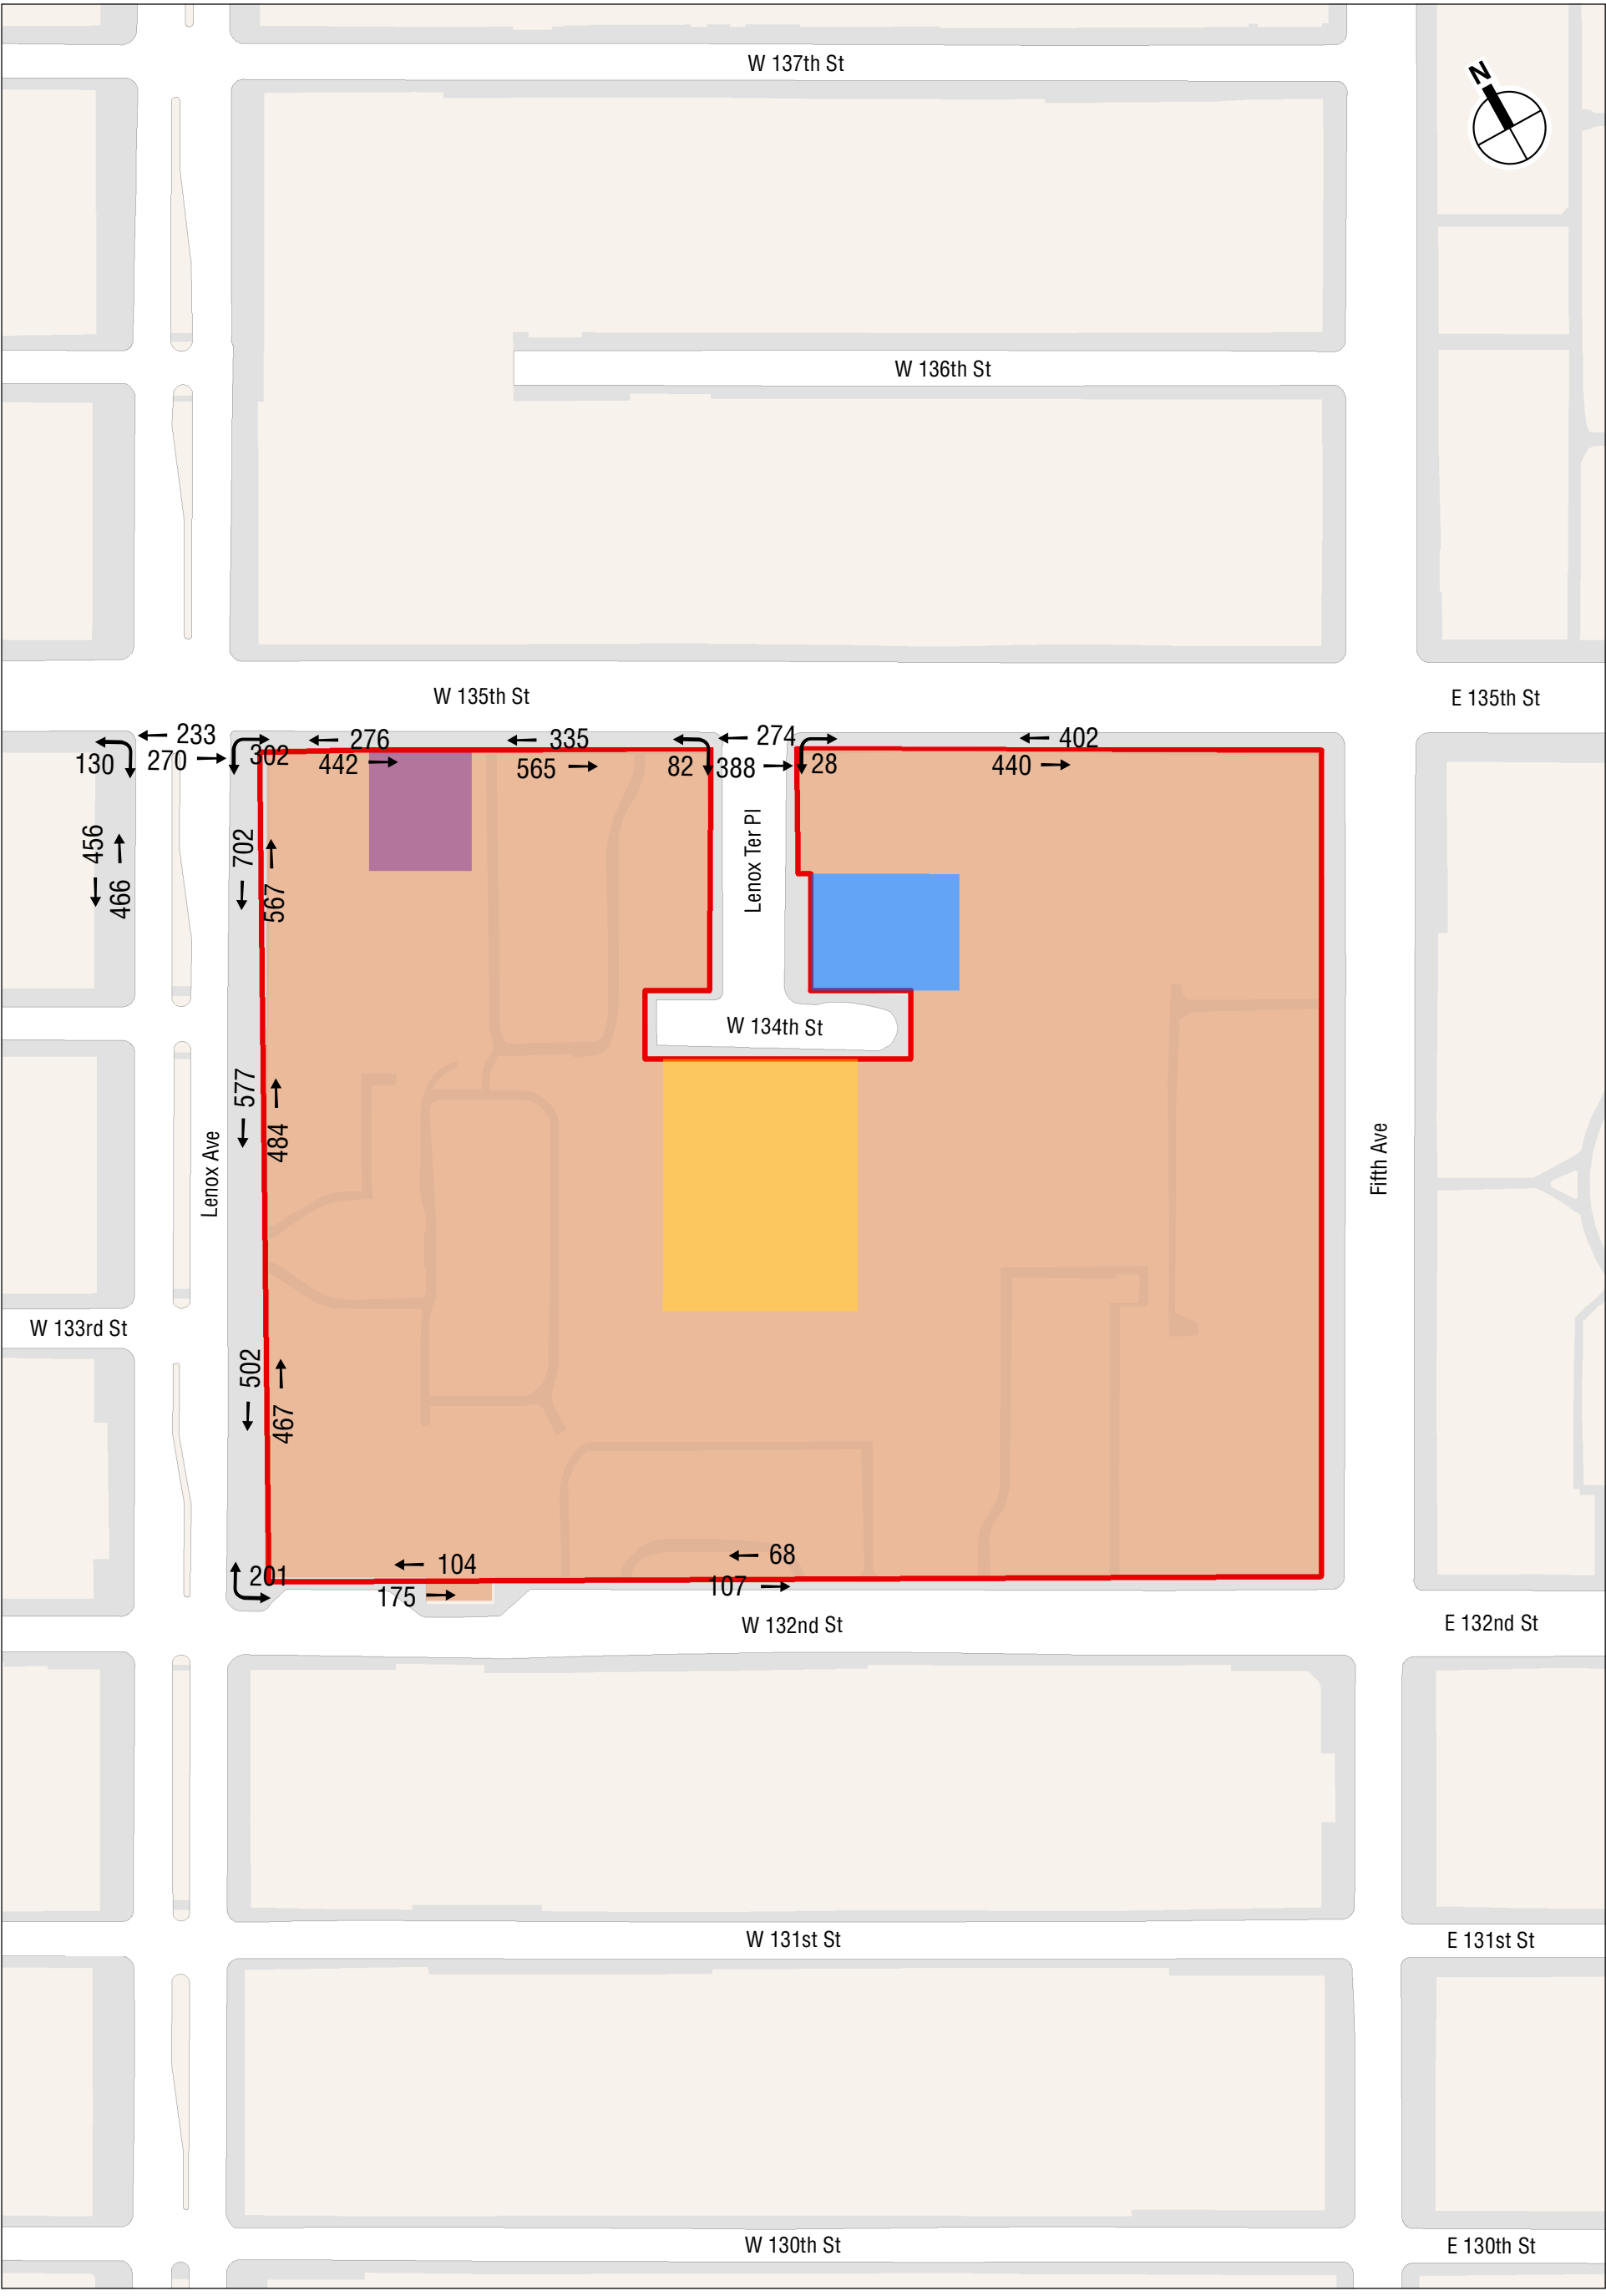 W 137th St
N
W 136th St
W 135th St
E 135th St
233
276
335
274
402
130
270
302
442
565
82
388
28
440
456
466
702
567
Lenox Ter Pl
W 134th St
577
484
Lenox Ave
Fifth Ave
W 133rd St
502
467
201
104
68
175
107
W 132nd St
E 132nd St
W 131st St
E 131st St
W 130th St
E 130th St